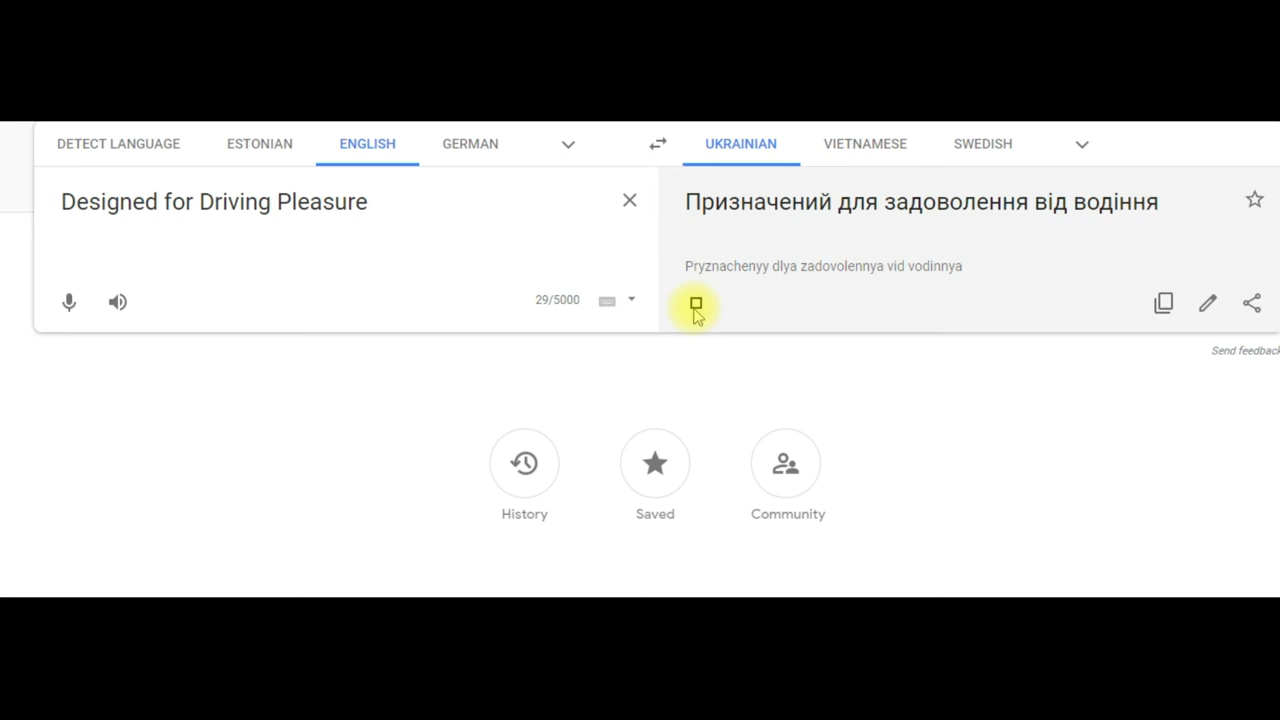 DETECT LANGUAGE ESTONIAN ENGLISH GERMAN UKRAINIAN VIETNAMESE SWEDISH
Designed for Driving Pleasure
Призначений для задоволення від водіння
Pryznachenyy dlya zadovolennya vid vodinnya
29/5000
Send feedback
History Saved Community